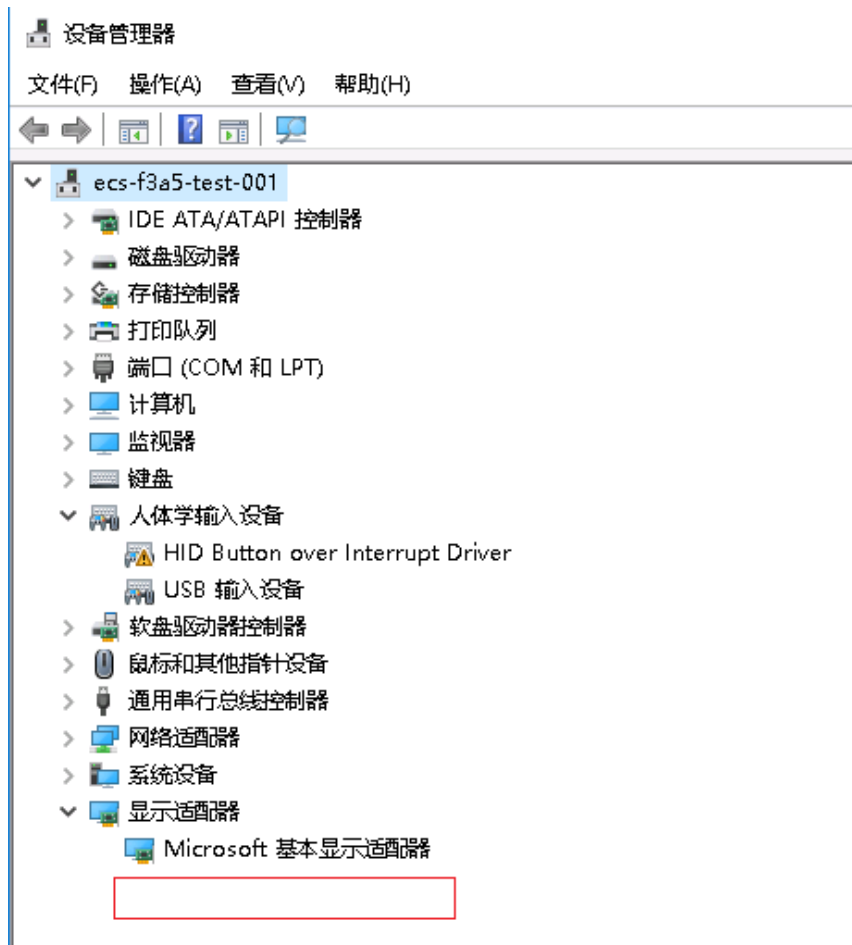 设备管理器
文件(F) 操作(A) 查看(V) 帮助(H)
ecs-f3a5-test-001
IDE ATA/ATAPI 控制器
磁盘驱动器
存储控制器
打印队列
端口 (COM 和 LPT)
计算机
监视器
键盘
人体学输入设备
HID Button over Interrupt Driver
USB 输入设备
软盘驱动器控制器
鼠标和其他指针设备
通用串行总线控制器
网络适配器
系统设备
显示适配器
Microsoft 基本显示适配器